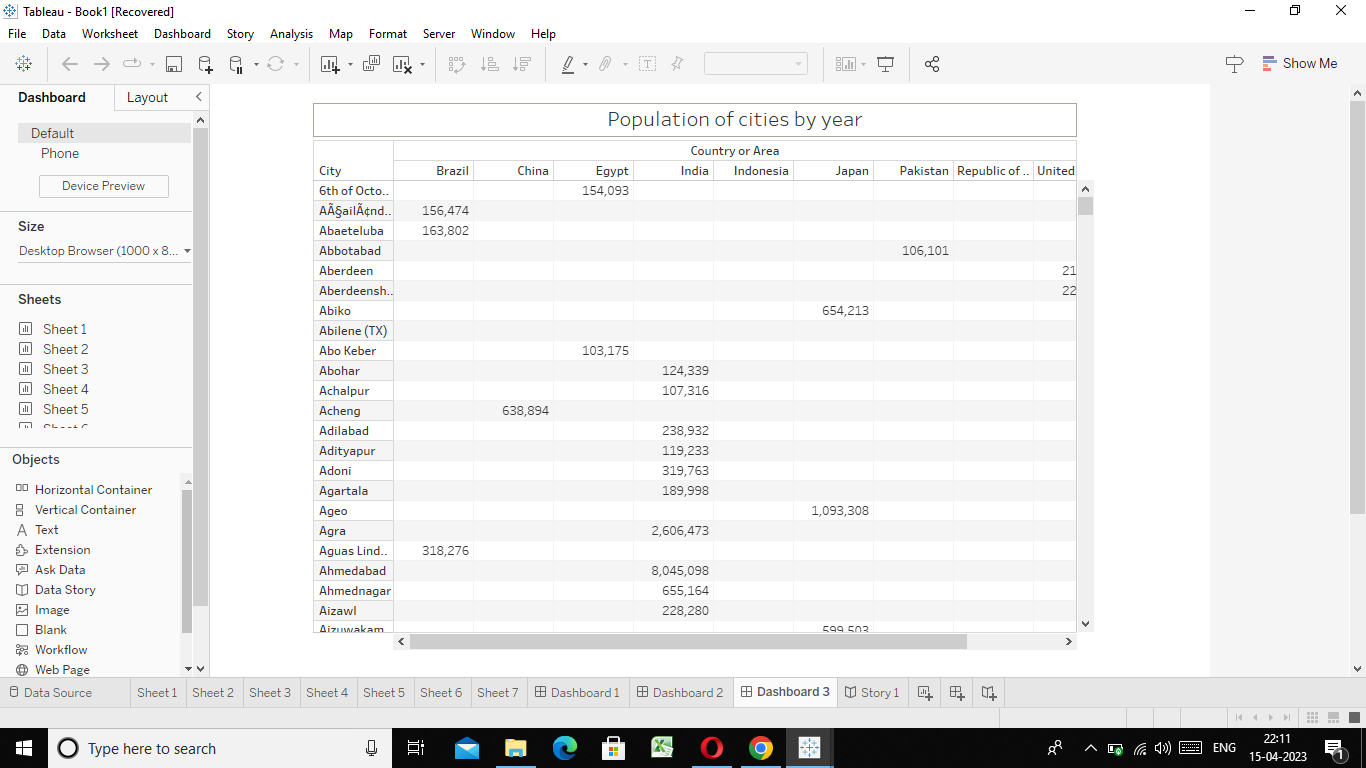 Tableau - Book1 [Recovered]
File Data Worksheet Dashboard Story Analysis Map Format Server Window Help
Show Me
Dashboard Layout
Default
Phone
Device Preview
Size
Desktop Browser (1000 x 8...
Sheets
Sheet 1
Sheet 2
Sheet 3
Sheet 4
Sheet 5
Objects
Horizontal Container
Vertical Container
Text
Extension
Ask Data
Data Story
Image
Blank
Workflow
Web Page
Population of cities by year
Country or Area
City Brazil China Egypt India Indonesia Japan Pakistan Republic of .. United
6th of Octo.. 154,093
AÃ§ailÃ¢nd.. 156,474
Abaeteluba 163,802
Abbotabad 106,101
Aberdeen 21
Aberdeensh.. 22
Abiko 654,213
Abilene (TX)
Abo Keber 103,175
Abohar 124,339
Achalpur 107,316
Acheng 638,894
Adilabad 238,932
Adityapur 119,233
Adoni 319,763
Agartala 189,998
Ageo 1,093,308
Agra 2,606,473
Aguas Lind.. 318,276
Ahmedabad 8,045,098
Ahmednagar 655,164
Aizawl 228,280
Aizuwakam 599,503
Data Source Sheet 1 Sheet 2 Sheet 3 Sheet 4 Sheet 5 Sheet 6 Sheet 7 Dashboard 1 Dashboard 2 Dashboard 3 Story 1
Type here to search
ENG
22:11
15-04-2023
1